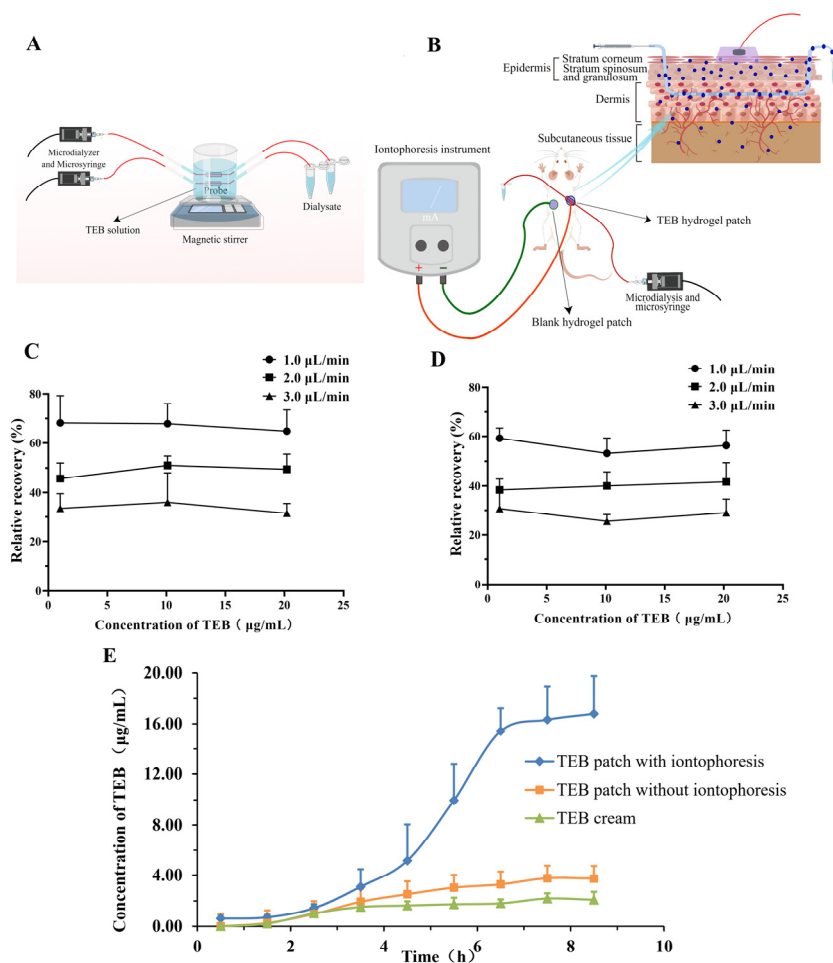 A
Microdialyzer
and Microsyringe
Probe
Dialysate
TEB solution
Magnetic stirrer
B
Stratum corneum
Epidermis
Stratum spinosum
and granulosum
Dermis
Subcutaneous tissue
Iontophoresis instrument
mA
+ −
TEB hydrogel patch
Microdialysis and
microsyringe
Blank hydrogel patch
C
1.0 μL/min
2.0 μL/min
3.0 μL/min
Relative recovery (%)
80
60
40
20
0
0 5 10 15 20 25
Concentration of TEB ( μg/mL)
D
1.0 μL/min
2.0 μL/min
3.0 μL/min
Relative recovery (%)
80
60
40
20
0
0 5 10 15 20 25
Concentration of TEB ( μg/mL)
E
Concentration of TEB (μg/mL)
20.00
16.00
12.00
8.00
4.00
0.00
0 2 4 6 8 10
Time (h)
TEB patch with iontophoresis
TEB patch without iontophoresis
TEB cream